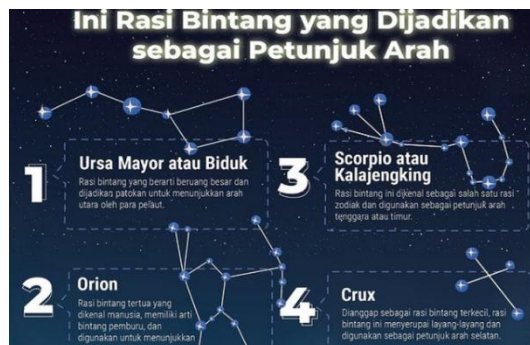 Ini Rasi Bintang yang Dijadikan
sebagai Petunjuk Arah
1
Ursa Mayor atau Biduk
Rasi bintang yang berarti beruang besar dan
dijadikan patokan untuk menunjukkan arah
utara oleh para pelaut.
2
Orion
Rasi bintang tertua yang
dikenal manusia, memiliki arti
bintang pemburu, dan
digunakan untuk menunjukkan
3
Scorpio atau
Kalajengking
Rasi bintang ini dikenal sebagai salah satu rasi
zodiak dan digunakan sebagai petunjuk arah
tenggara atau timur.
4
Crux
Dianggap sebagai rasi bintang terkecil, rasi
bintang ini menyerupai layang-layang dan
digunakan sebagai petunjuk arah selatan.